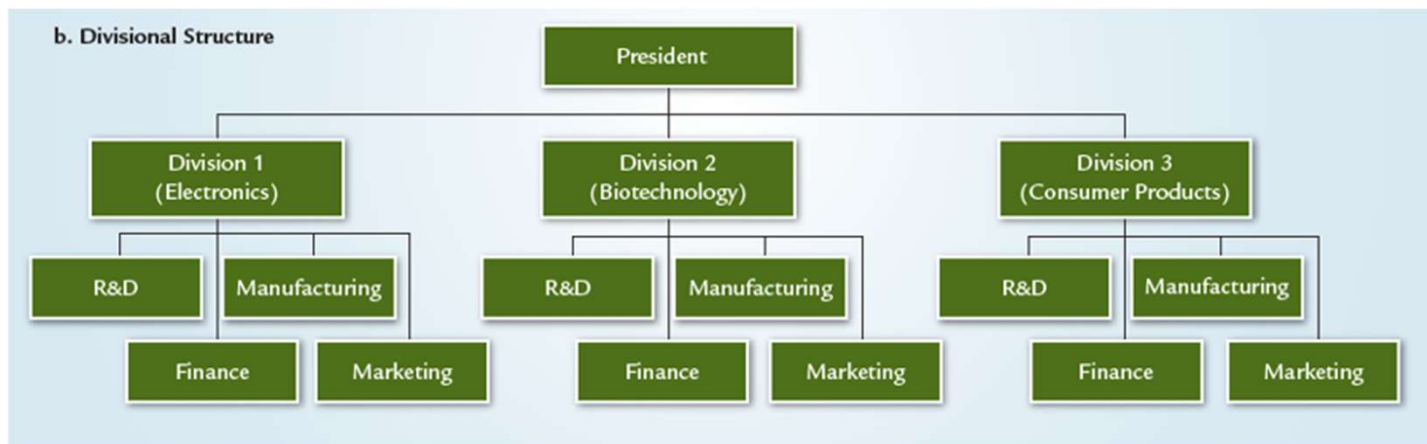 b. Divisional Structure
President
Division 1
(Electronics)
Division 2
(Biotechnology)
Division 3
(Consumer Products)
R&D
Manufacturing
Finance
Marketing
R&D
Manufacturing
Finance
Marketing
R&D
Manufacturing
Finance
Marketing